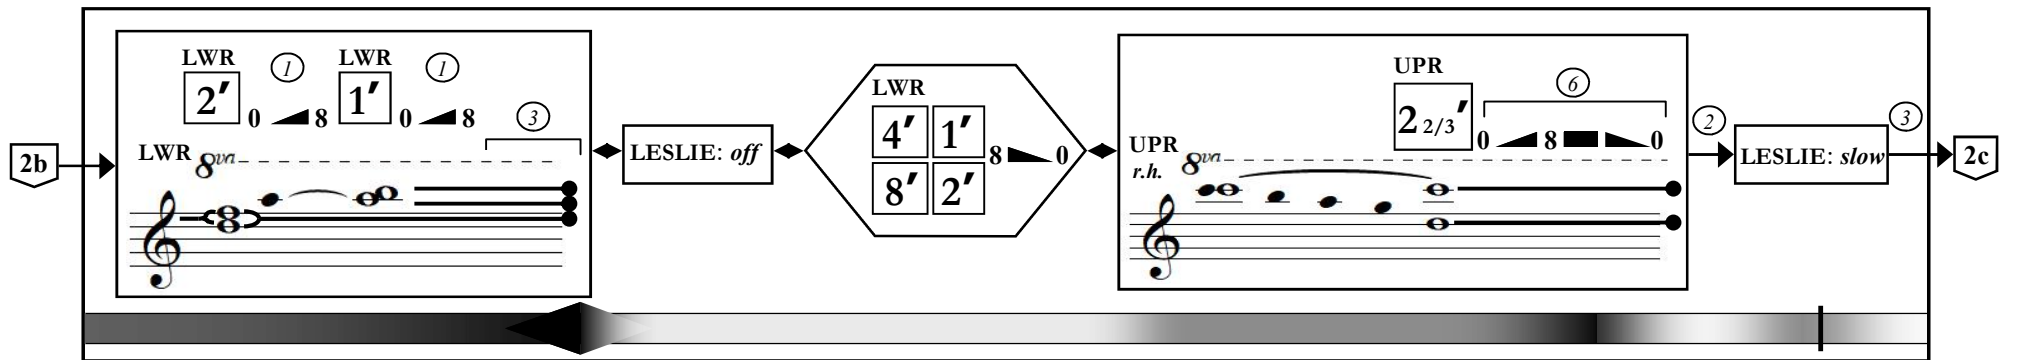 2b
LWR LWR
2′ 1 1′ 1
0 8 0 8
3
LWR 8va
LESLIE: off
LWR
4′ 1′
8 0
8′ 2′
UPR
2 2/3′ 6
0 8 0
UPR
r.h. 8va
2
LESLIE: slow
3
2c